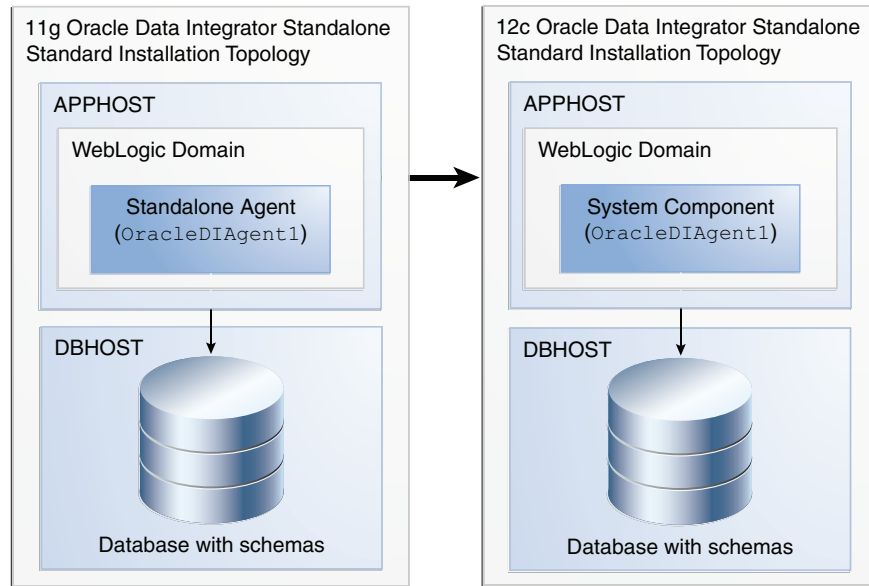 11g Oracle Data Integrator Standalone
Standard Installation Topology
APPHOST
WebLogic Domain
Standalone Agent
(OracleDIAgent1)
DBHOST
Database with schemas
12c Oracle Data Integrator Standalone
Standard Installation Topology
APPHOST
WebLogic Domain
System Component
(OracleDIAgent1)
DBHOST
Database with schemas